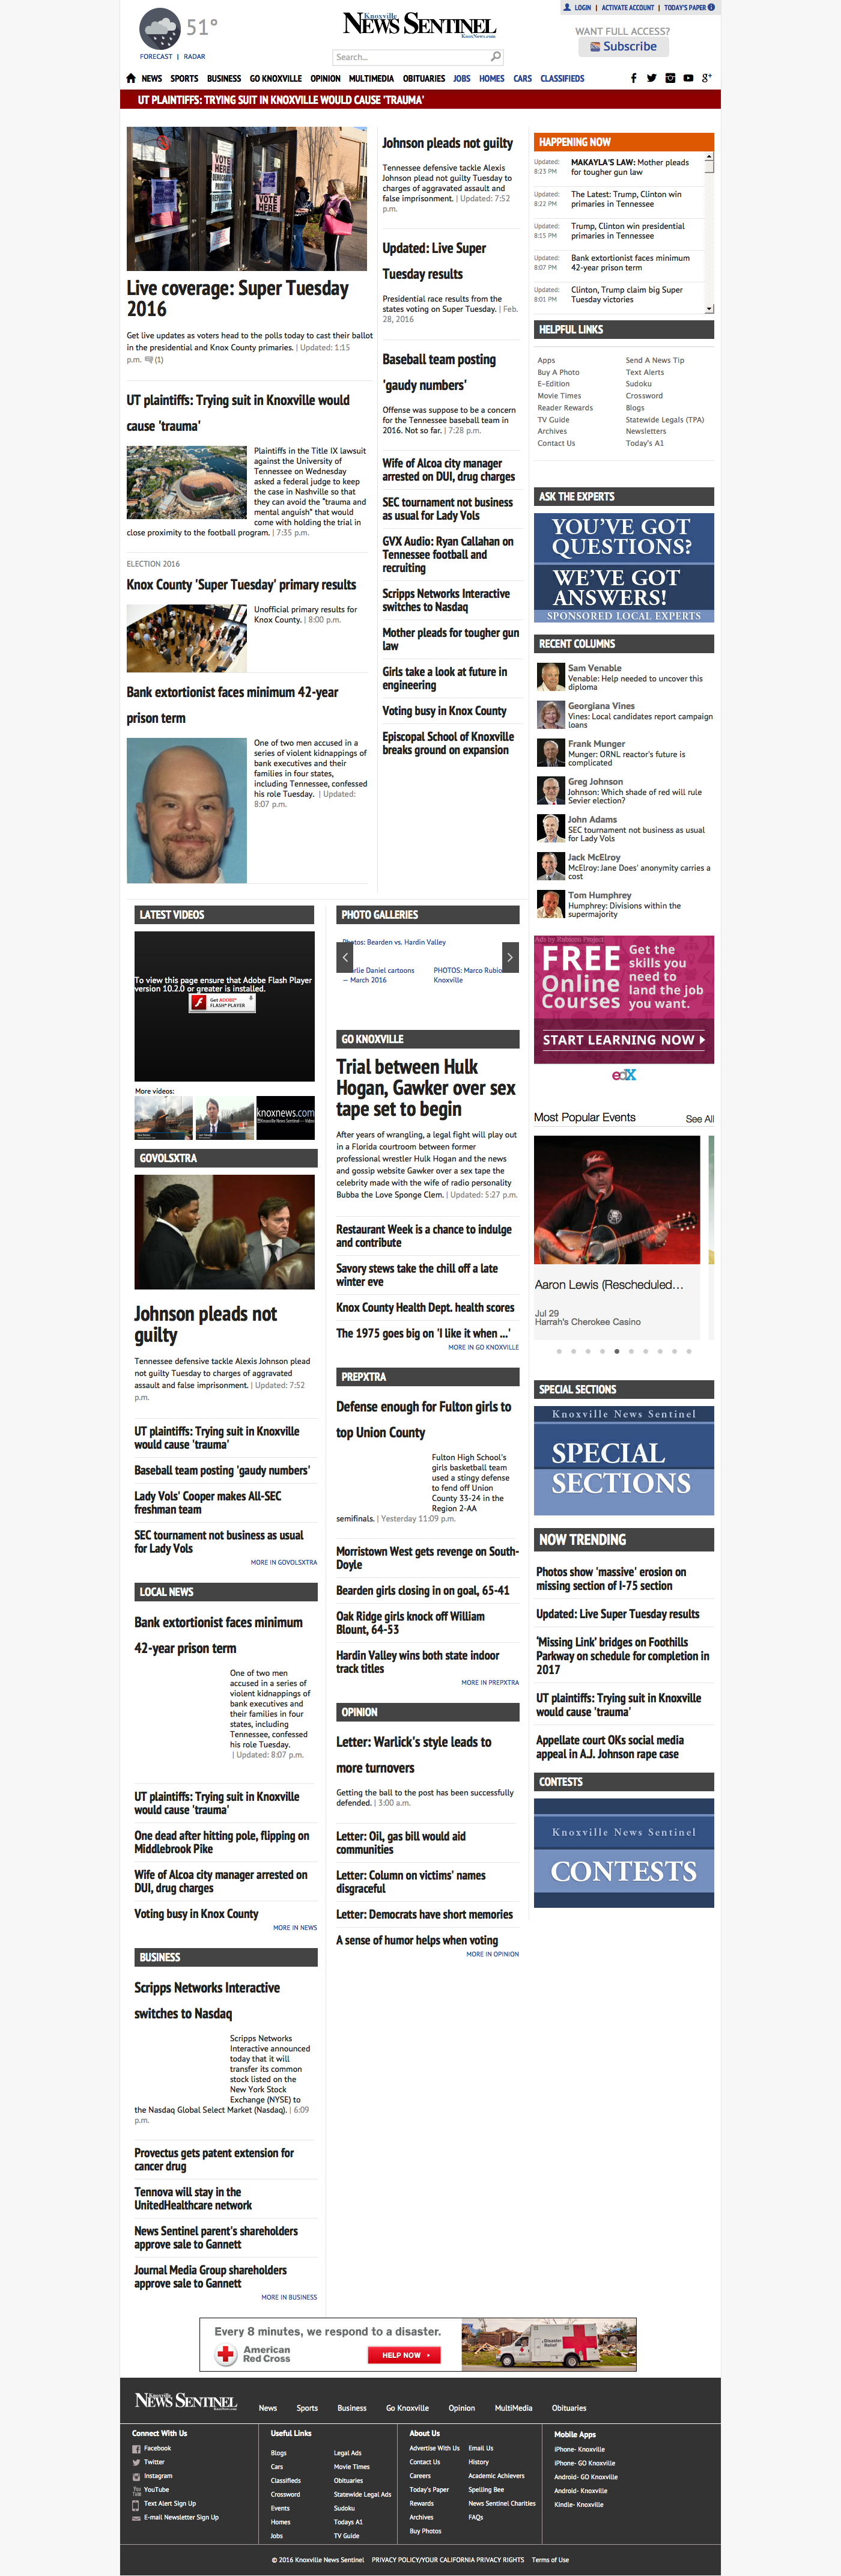 51°
FORECAST | RADAR
Knoxville
NEWS SENTINEL
KnoxNews.com
LOGIN | ACTIVATE ACCOUNT | TODAY'S PAPER
WANT FULL ACCESS?
Subscribe
Search...
NEWS SPORTS BUSINESS GO KNOXVILLE OPINION MULTIMEDIA OBITUARIES JOBS HOMES CARS CLASSIFIEDS
UT PLAINTIFFS: TRYING SUIT IN KNOXVILLE WOULD CAUSE 'TRAUMA'
VOTE HERE
VOTE HERE
Live coverage: Super Tuesday
2016
Get live updates as voters head to the polls today to cast their ballot
in the presidential and Knox County primaries. | Updated: 1:15
p.m. (1)
UT plaintiffs: Trying suit in Knoxville would
cause 'trauma'
Plaintiffs in the Title IX lawsuit
against the University of
Tennessee on Wednesday
asked a federal judge to keep
the case in Nashville so that
they can avoid the "trauma and
mental anguish" that would
come with holding the trial in
close proximity to the football program. | 7:35 p.m.
ELECTION 2016
Knox County 'Super Tuesday' primary results
Unofficial primary results for
Knox County. | 8:00 p.m.
Bank extortionist faces minimum 42-year
prison term
One of two men accused in a
series of violent kidnappings of
bank executives and their
families in four states,
including Tennessee, confessed
his role Tuesday. | Updated:
8:07 p.m.
Johnson pleads not guilty
Tennessee defensive tackle Alexis
Johnson plead not guilty Tuesday to
charges of aggravated assault and
false imprisonment. | Updated: 7:52
p.m.
Updated: Live Super
Tuesday results
Presidential race results from the
states voting on Super Tuesday. | Feb.
28, 2016
Baseball team posting
'gaudy numbers'
Offense was suppose to be a concern
for the Tennessee baseball team in
2016. Not so far. | 7:28 p.m.
Wife of Alcoa city manager
arrested on DUI, drug charges
SEC tournament not business
as usual for Lady Vols
GVX Audio: Ryan Callahan on
Tennessee football and
recruiting
Scripps Networks Interactive
switches to Nasdaq
Mother pleads for tougher gun
law
Girls take a look at future in
engineering
Voting busy in Knox County
Episcopal School of Knoxville
breaks ground on expansion
HAPPENING NOW
Updated: 8:23 PM MAKAYLA'S LAW: Mother pleads
for tougher gun law
Updated: 8:22 PM The Latest: Trump, Clinton win
primaries in Tennessee
Updated: 8:15 PM Trump, Clinton win presidential
primaries in Tennessee
Updated: 8:07 PM Bank extortionist faces minimum
42-year prison term
Updated: 8:01 PM Clinton, Trump claim big Super
Tuesday victories
HELPFUL LINKS
Apps Send A News Tip
Buy A Photo Text Alerts
E-Edition Sudoku
Movie Times Crossword
Reader Rewards Blogs
TV Guide Statewide Legals (TPA)
Archives Newsletters
Contact Us Today's A1
ASK THE EXPERTS
YOU'VE GOT
QUESTIONS?
WE'VE GOT
ANSWERS!
SPONSORED LOCAL EXPERTS
RECENT COLUMNS
Sam Venable
Venable: Help needed to uncover this
diploma
Georgiana Vines
Vines: Local candidates report campaign
loans
Frank Munger
Munger: ORNL reactor's future is
complicated
Greg Johnson
Johnson: Which shade of red will rule
Sevier election?
John Adams
SEC tournament not business as usual
for Lady Vols
Jack McElroy
McElroy: Jane Does' anonymity carries a
cost
Tom Humphrey
Humphrey: Divisions within the
supermajority
Ads by Rubicon Project
FREE
Online
Courses
Get the
skills you
need to
land the job
you want.
START LEARNING NOW
edX
Most Popular Events See All
Aaron Lewis (Rescheduled…
Jul 29
Harrah's Cherokee Casino
SPECIAL SECTIONS
Knoxville News Sentinel
SPECIAL
SECTIONS
NOW TRENDING
Photos show 'massive' erosion on
missing section of I-75 section
Updated: Live Super Tuesday results
'Missing Link' bridges on Foothills
Parkway on schedule for completion in
2017
UT plaintiffs: Trying suit in Knoxville
would cause 'trauma'
Appellate court OKs social media
appeal in A.J. Johnson rape case
CONTESTS
Knoxville News Sentinel
CONTESTS
LATEST VIDEOS
To view this page ensure that Adobe Flash Player
version 10.2.0 or greater is installed.
Get ADOBE
FLASH PLAYER
More videos:
knoxnews.com
GOVOLSXTRA
Johnson pleads not
guilty
Tennessee defensive tackle Alexis Johnson plead
not guilty Tuesday to charges of aggravated
assault and false imprisonment. | Updated: 7:52
p.m.
UT plaintiffs: Trying suit in Knoxville
would cause 'trauma'
Baseball team posting 'gaudy numbers'
Lady Vols' Cooper makes All-SEC
freshman team
SEC tournament not business as usual
for Lady Vols
MORE IN GOVOLSXTRA
LOCAL NEWS
Bank extortionist faces minimum
42-year prison term
One of two men
accused in a series of
violent kidnappings of
bank executives and
their families in four
states, including
Tennessee, confessed
his role Tuesday.
| Updated: 8:07 p.m.
UT plaintiffs: Trying suit in Knoxville
would cause 'trauma'
One dead after hitting pole, flipping on
Middlebrook Pike
Wife of Alcoa city manager arrested on
DUI, drug charges
Voting busy in Knox County
MORE IN NEWS
BUSINESS
Scripps Networks Interactive
switches to Nasdaq
Scripps Networks
Interactive announced
today that it will
transfer its common
stock listed on the
New York Stock
Exchange (NYSE) to
the Nasdaq Global Select Market (Nasdaq). | 6:09
p.m.
Provectus gets patent extension for
cancer drug
Tennova will stay in the
UnitedHealthcare network
News Sentinel parent's shareholders
approve sale to Gannett
Journal Media Group shareholders
approve sale to Gannett
MORE IN BUSINESS
PHOTO GALLERIES
Photos: Bearden vs. Hardin Valley
rlie Daniel cartoons
— March 2016
PHOTOS: Marco Rubio
Knoxville
GO KNOXVILLE
Trial between Hulk
Hogan, Gawker over sex
tape set to begin
After years of wrangling, a legal fight will play out
in a Florida courtroom between former
professional wrestler Hulk Hogan and the news
and gossip website Gawker over a sex tape the
celebrity made with the wife of radio personality
Bubba the Love Sponge Clem. | Updated: 5:27 p.m.
Restaurant Week is a chance to indulge
and contribute
Savory stews take the chill off a late
winter eve
Knox County Health Dept. health scores
The 1975 goes big on 'I like it when ...'
MORE IN GO KNOXVILLE
PREPXTRA
Defense enough for Fulton girls to
top Union County
Fulton High School's
girls basketball team
used a stingy defense
to fend off Union
County 33-24 in the
Region 2-AA
semifinals. | Yesterday 11:09 p.m.
Morristown West gets revenge on South-
Doyle
Bearden girls closing in on goal, 65-41
Oak Ridge girls knock off William
Blount, 64-53
Hardin Valley wins both state indoor
track titles
MORE IN PREPXTRA
OPINION
Letter: Warlick's style leads to
more turnovers
Getting the ball to the post has been successfully
defended. | 3:00 a.m.
Letter: Oil, gas bill would aid
communities
Letter: Column on victims' names
disgraceful
Letter: Democrats have short memories
A sense of humor helps when voting
MORE IN OPINION
Every 8 minutes, we respond to a disaster.
American
Red Cross
HELP NOW
Disaster
Relief
Knoxville
NEWS SENTINEL
KnoxNews.com
News Sports Business Go Knoxville Opinion MultiMedia Obituaries
Connect With Us
Facebook
Twitter
Instagram
YouTube
Text Alert Sign Up
E-mail Newsletter Sign Up
Useful Links
Blogs Legal Ads
Cars Movie Times
Classifieds Obituaries
Crossword Statewide Legal Ads
Events Sudoku
Homes Todays A1
Jobs TV Guide
About Us
Advertise With Us Email Us
Contact Us History
Careers Academic Achievers
Today's Paper Spelling Bee
Rewards News Sentinel Charities
Archives FAQs
Buy Photos
Mobile Apps
iPhone- Knoxville
iPhone- GO Knoxville
Android- GO Knoxville
Android- Knoxville
Kindle- Knoxville
© 2016 Knoxville News Sentinel PRIVACY POLICY/YOUR CALIFORNIA PRIVACY RIGHTS Terms of Use